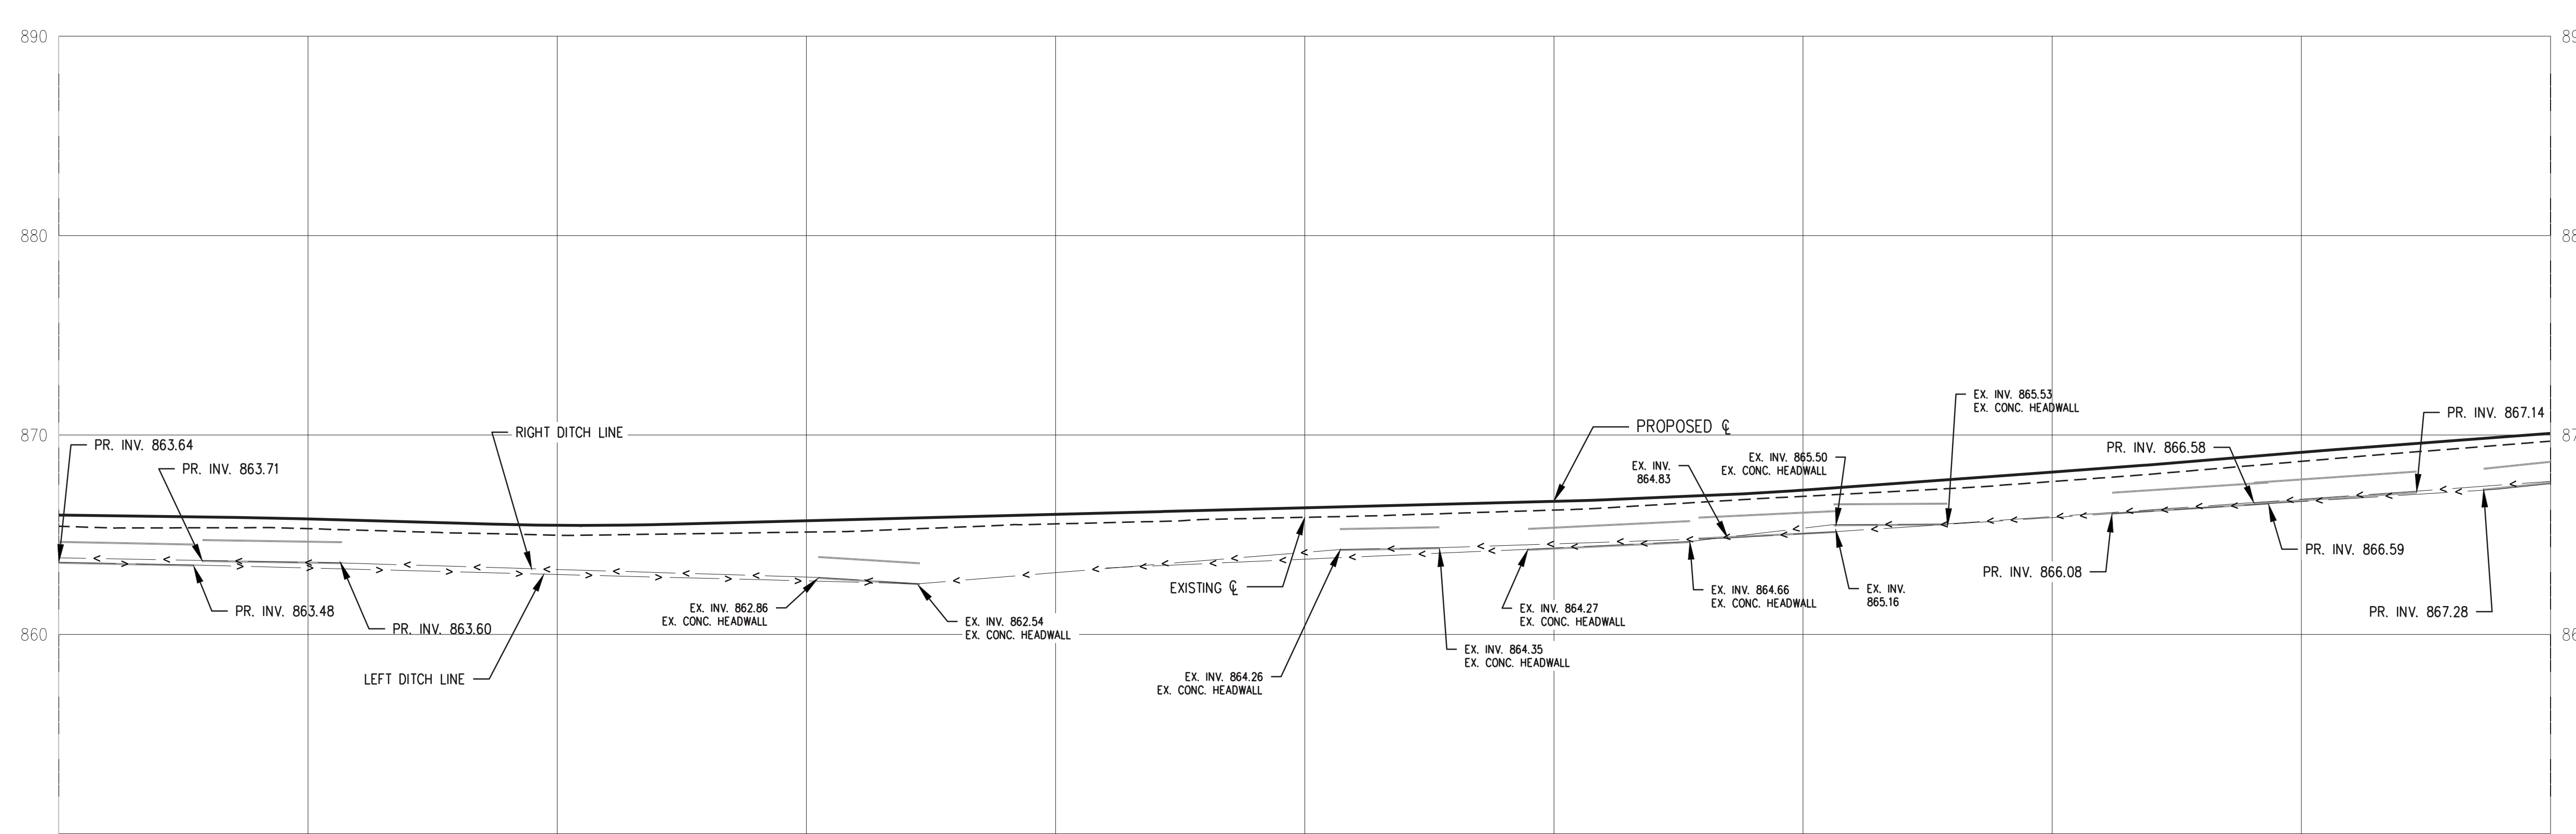 890
89
880
88
870
87
860
86
PR. INV. 863.64
PR. INV. 863.71
RIGHT DITCH LINE
PR. INV. 863.48
PR. INV. 863.60
LEFT DITCH LINE
EX. INV. 862.86
EX. CONC. HEADWALL
EX. INV. 862.54
EX. CONC. HEADWALL
EXISTING ℄
EX. INV. 864.26
EX. CONC. HEADWALL
EX. INV. 864.35
EX. CONC. HEADWALL
EX. INV. 864.27
EX. CONC. HEADWALL
PROPOSED ℄
EX. INV.
864.83
EX. INV. 864.66
EX. CONC. HEADWALL
EX. INV. 865.50
EX. CONC. HEADWALL
EX. INV.
865.16
EX. INV. 865.53
EX. CONC. HEADWALL
PR. INV. 866.08
PR. INV. 866.58
PR. INV. 866.59
PR. INV. 867.14
PR. INV. 867.28